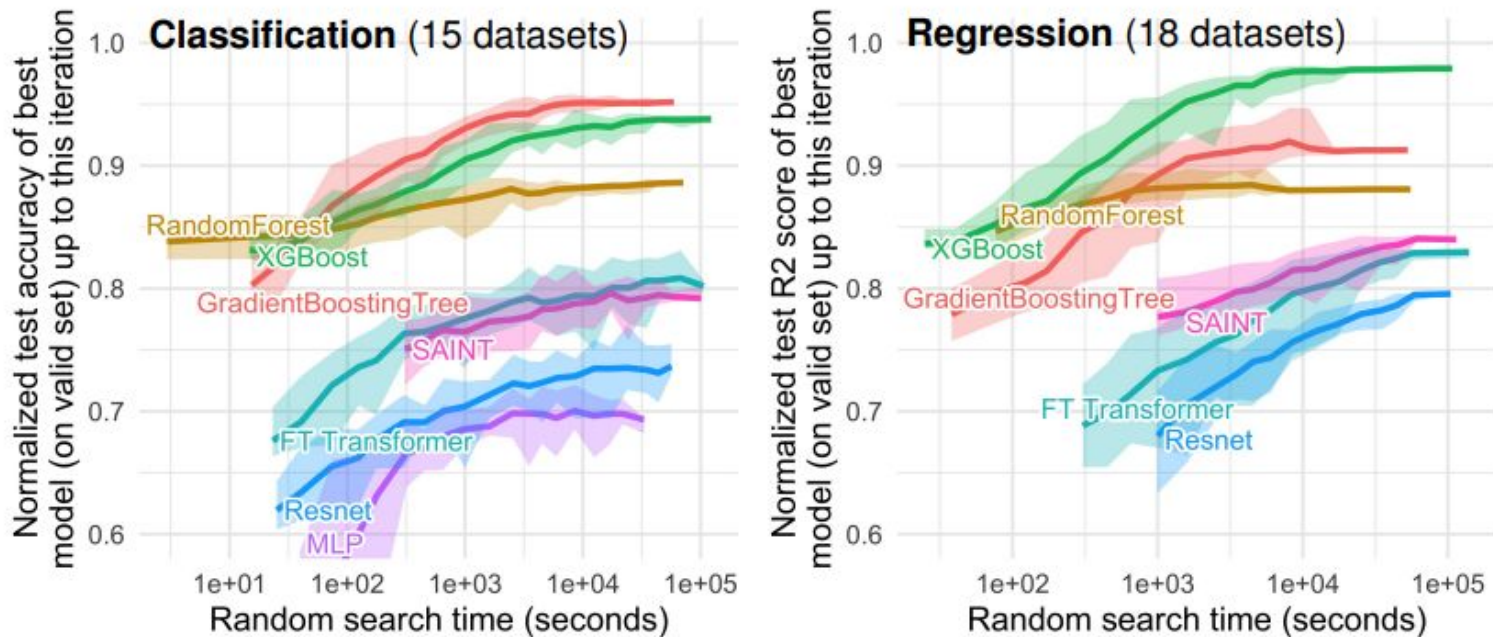 Classification (15 datasets)
Normalized test accuracy of best
model (on valid set) up to this iteration
1.0
0.9
0.8
0.7
0.6
RandomForest
XGBoost
GradientBoostingTree
SAINT
FT Transformer
Resnet
MLP
1e+01 1e+02 1e+03 1e+04 1e+05
Random search time (seconds)
Regression (18 datasets)
Normalized test R2 score of best
model (on valid set) up to this iteration
1.0
0.9
0.8
0.7
0.6
RandomForest
XGBoost
GradientBoostingTree
SAINT
FT Transformer
Resnet
1e+02 1e+03 1e+04 1e+05
Random search time (seconds)